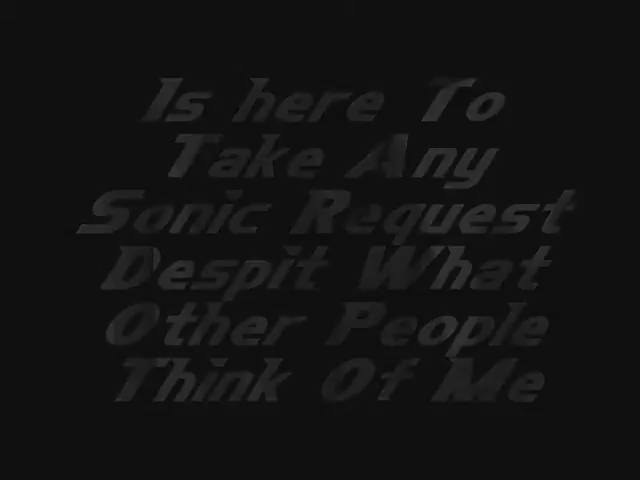 Is here To
Take Any
Sonic Request
Despit What
Other People
Think Of Me